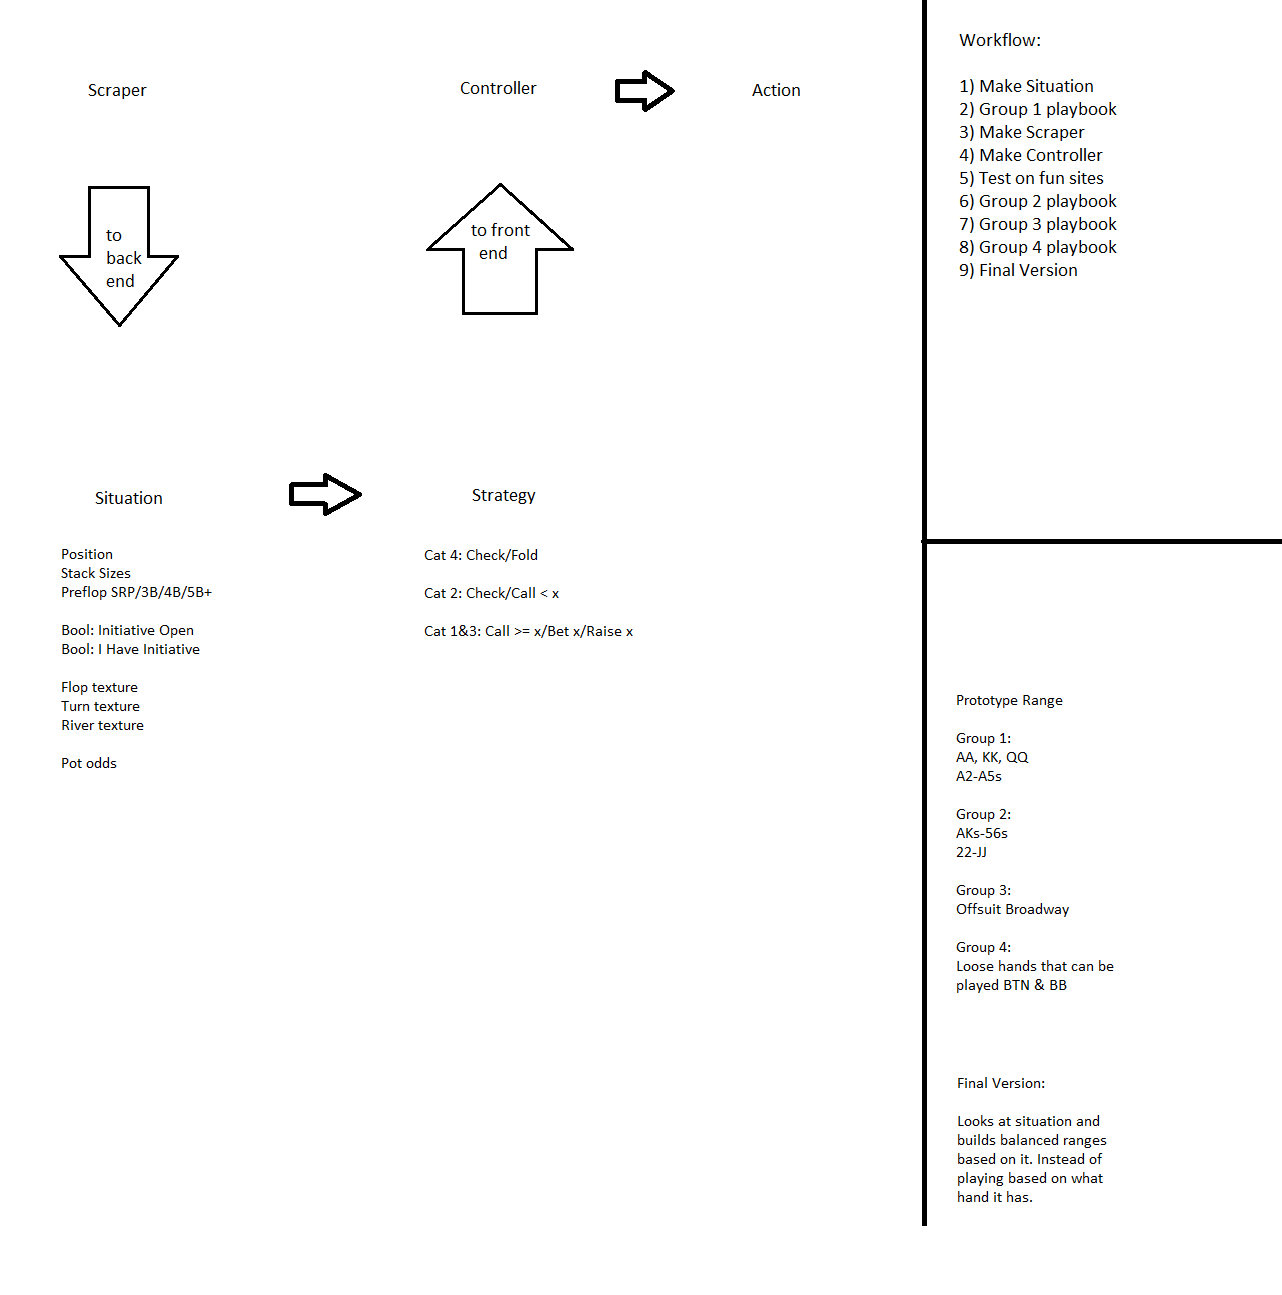 Scraper
Controller
Action
to
back
end
to front
end
Situation
Position
Stack Sizes
Preflop SRP/3B/4B/5B+
Bool: Initiative Open
Bool: I Have Initiative
Flop texture
Turn texture
River texture
Pot odds
Strategy
Cat 4: Check/Fold
Cat 2: Check/Call < x
Cat 1&3: Call >= x/Bet x/Raise x
Workflow:
1) Make Situation
2) Group 1 playbook
3) Make Scraper
4) Make Controller
5) Test on fun sites
6) Group 2 playbook
7) Group 3 playbook
8) Group 4 playbook
9) Final Version
Prototype Range
Group 1:
AA, KK, QQ
A2-A5s
Group 2:
AKs-56s
22-JJ
Group 3:
Offsuit Broadway
Group 4:
Loose hands that can be
played BTN & BB
Final Version:
Looks at situation and
builds balanced ranges
based on it. Instead of
playing based on what
hand it has.